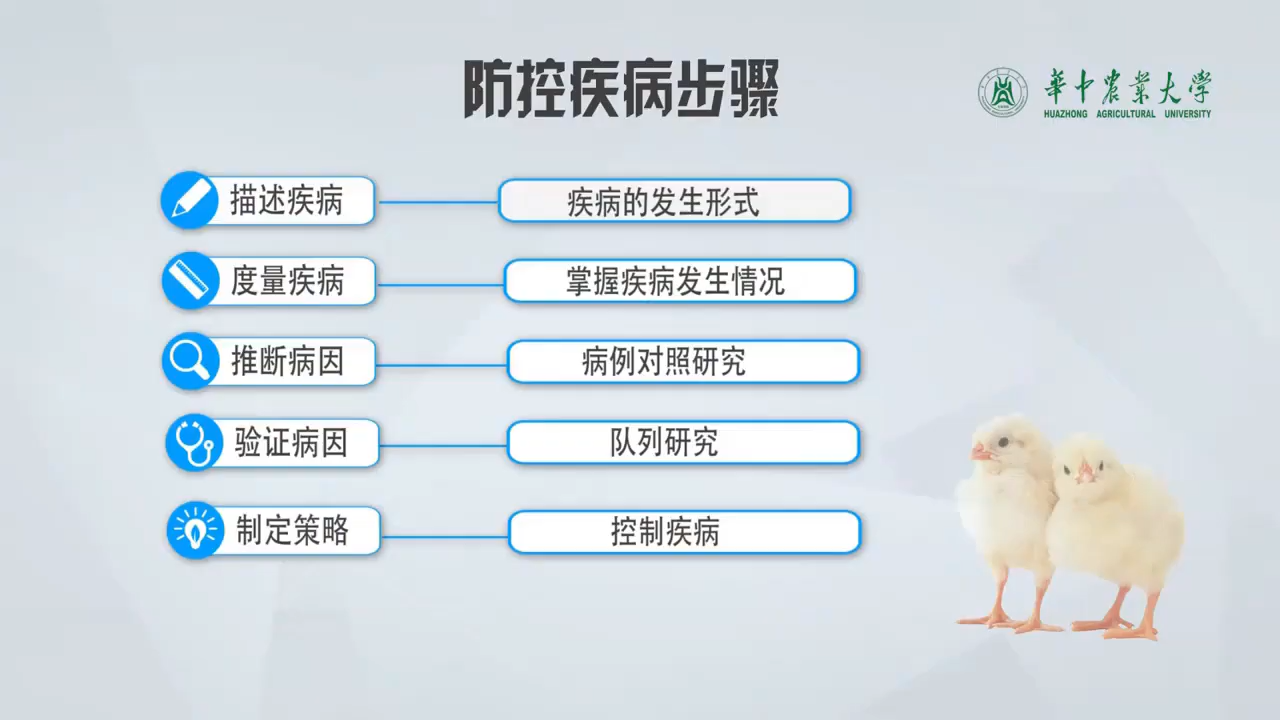 防控疾病步骤
華中農業大学
HUAZHONG AGRICULTURAL UNIVERSITY
描述疾病
疾病的发生形式
度量疾病
掌握疾病发生情况
推断病因
病例对照研究
验证病因
队列研究
制定策略
控制疾病